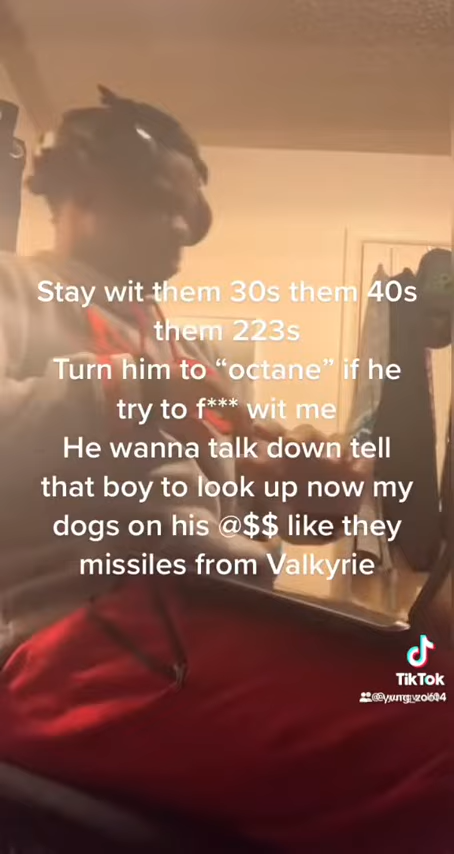 Stay wit them 30s them 40s
them 223s
Turn him to “octane” if he
try to f*** wit me
He wanna talk down tell
that boy to look up now my
dogs on his @$$ like they
missiles from Valkyrie
TikTok